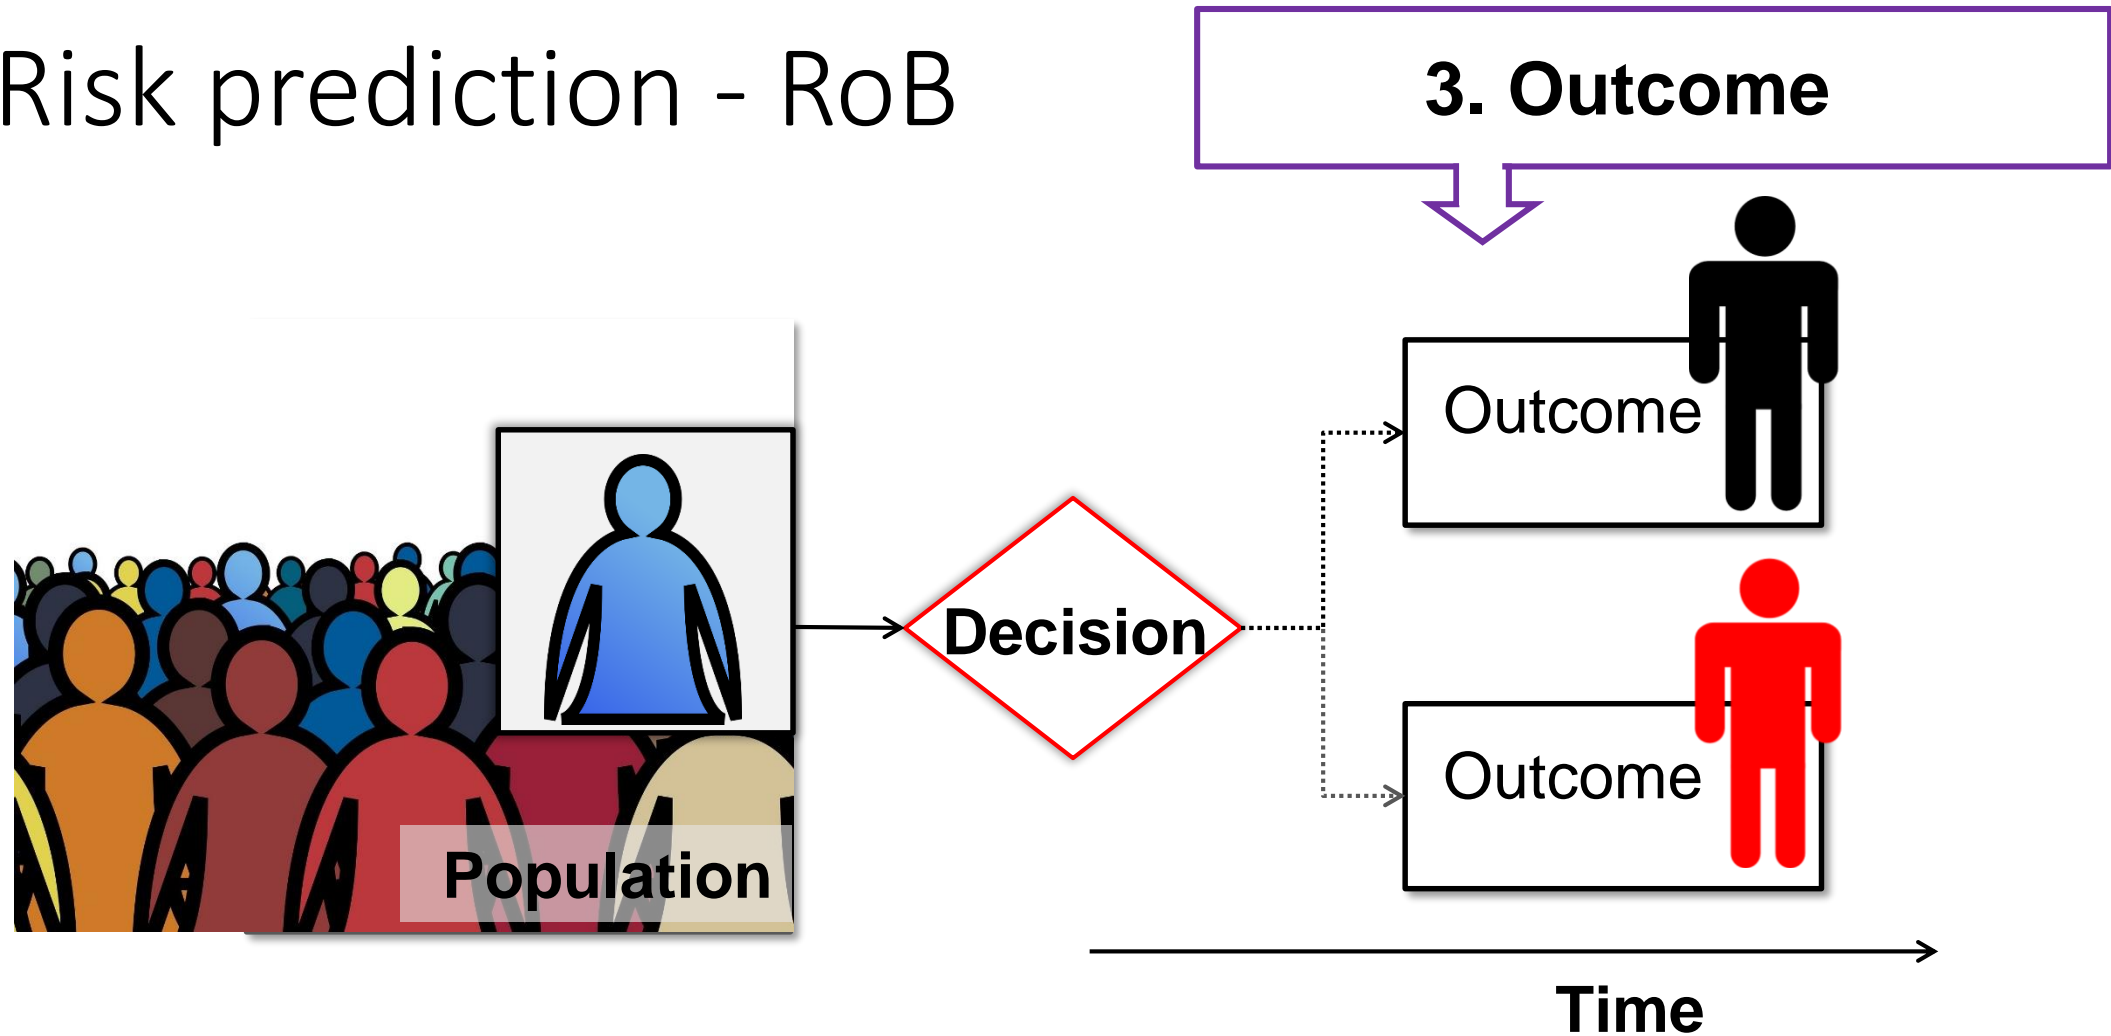 Risk prediction - RoB
3. Outcome
Outcome
Decision
Outcome
Population
Time